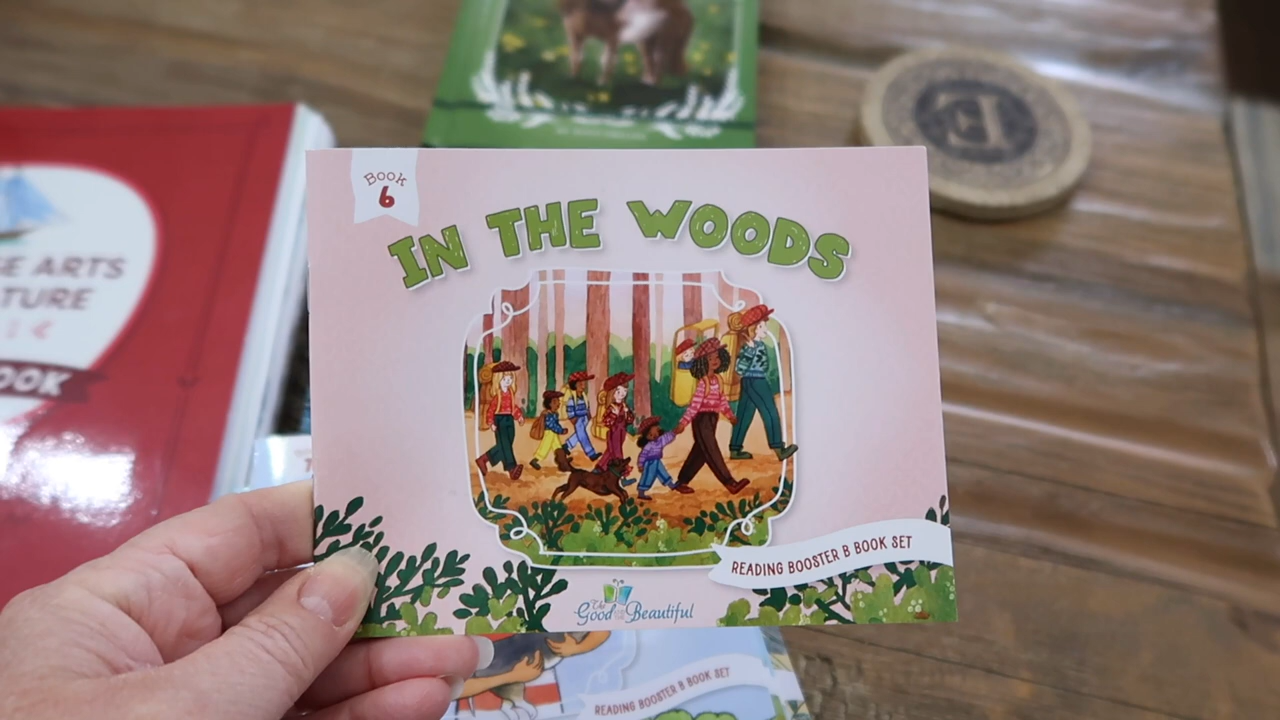 Book
6
IN THE WOODS
READING BOOSTER B BOOK SET
The
Good and the Beautiful
READING BOOSTER B BOOK SET
GE ARTS
TURE
OOK
E